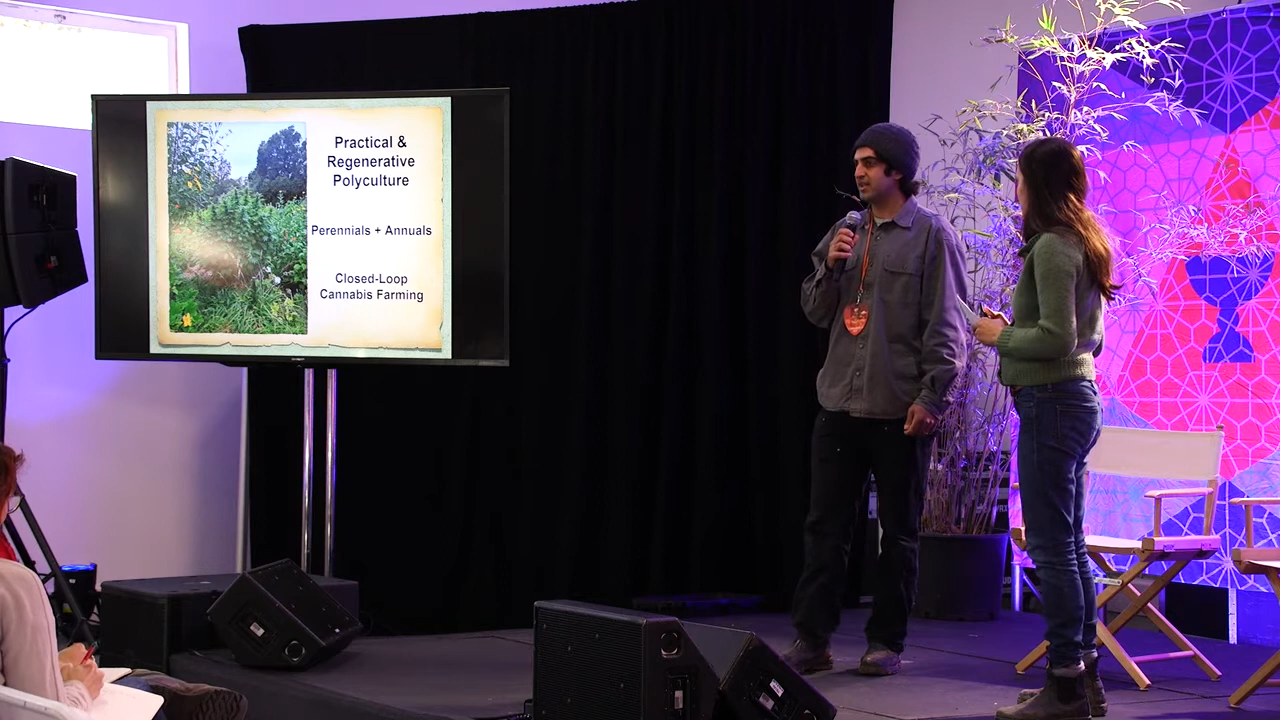 Practical &
Regenerative
Polyculture
Perennials + Annuals
Closed-Loop
Cannabis Farming